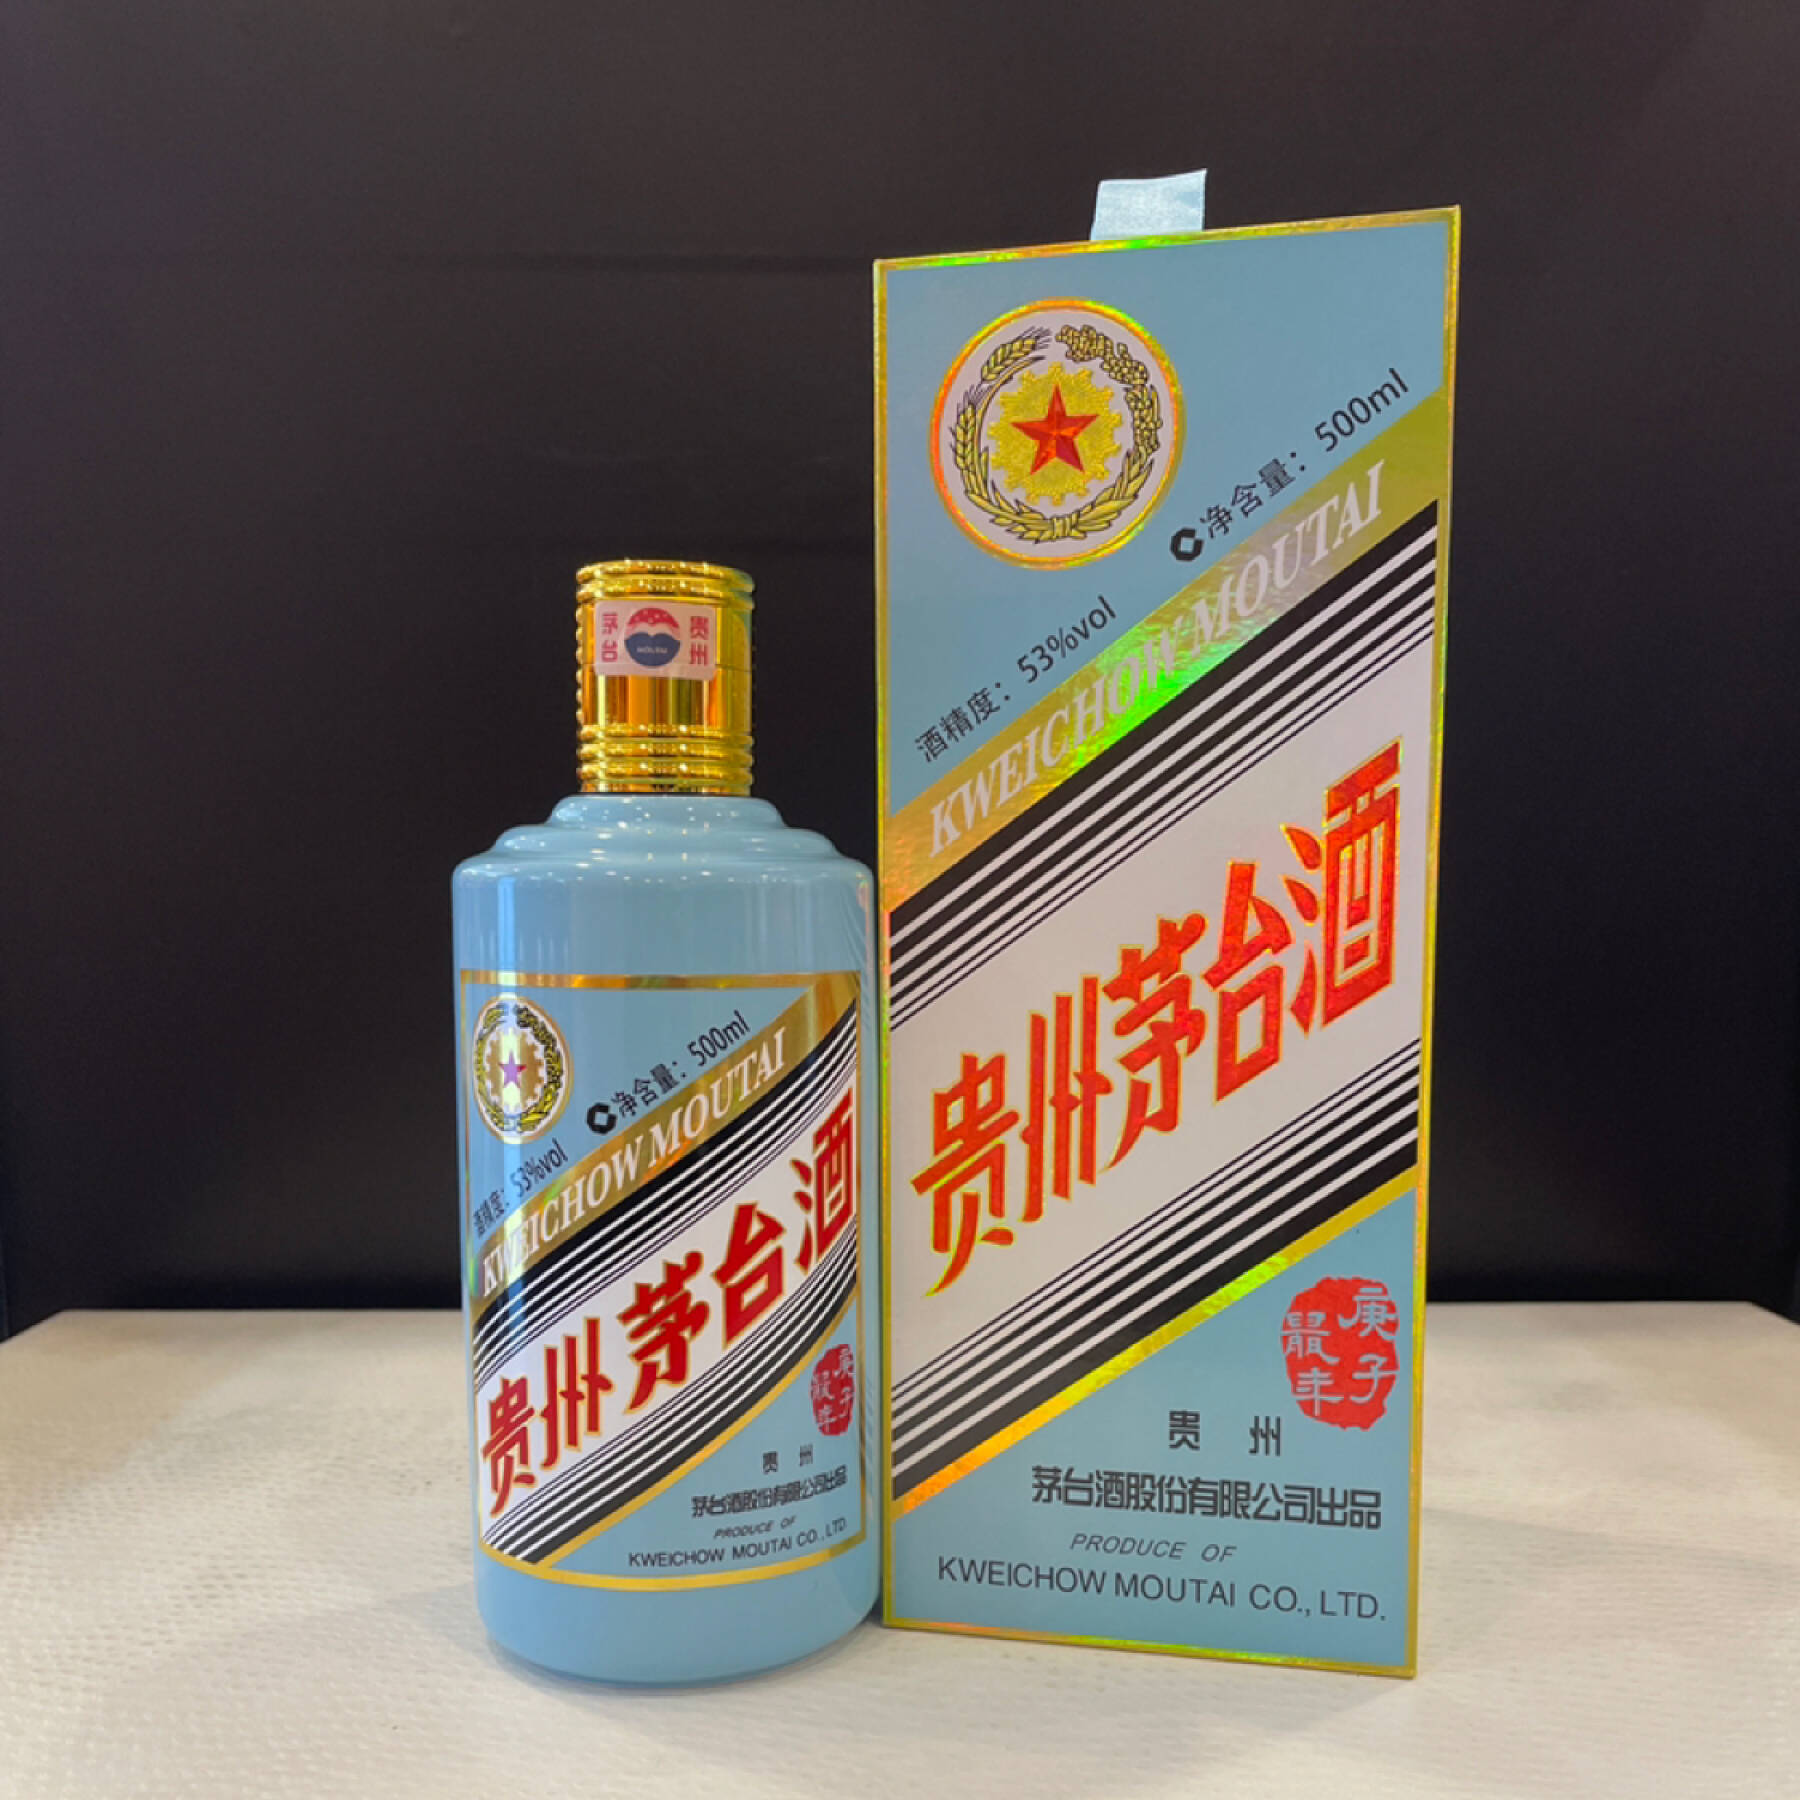 贵州
茅台
MOUTAI
净含量：500ml
酒精度：53%vol
KWEICHOW MOUTAI
贵州茅台酒
庚子
鼠年
贵州
茅台酒股份有限公司出品
PRODUCE OF
KWEICHOW MOUTAI CO., LTD.
净含量：500ml
酒精度：53%vol
KWEICHOW MOUTAI
贵州茅台酒
庚子
鼠年
贵州
茅台酒股份有限公司出品
PRODUCE OF
KWEICHOW MOUTAI CO., LTD.